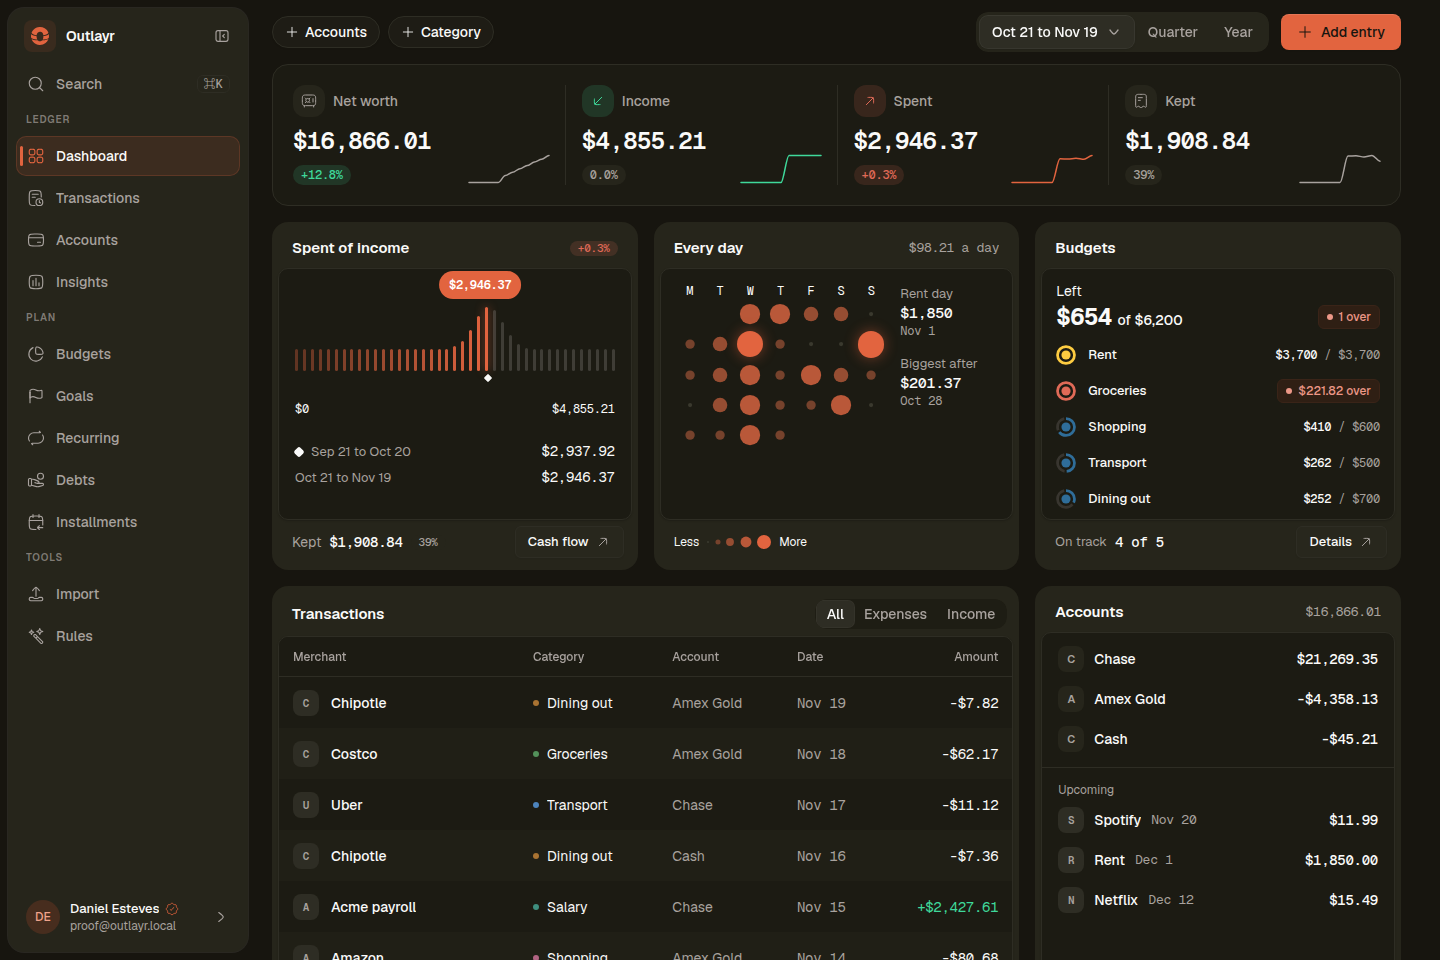 Outlayr
Search ⌘K
LEDGER
Dashboard
Transactions
Accounts
Insights
PLAN
Budgets
Goals
Recurring
Debts
Installments
TOOLS
Import
Rules
DE
Daniel Esteves
proof@outlayr.local
+ Accounts
+ Category
Oct 21 to Nov 19
Quarter
Year
+ Add entry
Net worth
$16,866.01
+12.8%
Income
$4,855.21
0.0%
Spent
$2,946.37
+0.3%
Kept
$1,908.84
39%
Spent of income +0.3%
$2,946.37
$0 $4,855.21
Sep 21 to Oct 20 $2,937.92
Oct 21 to Nov 19 $2,946.37
Kept $1,908.84 39% Cash flow
Every day $98.21 a day
M T W T F S S
Rent day
$1,850
Nov 1
Biggest after
$201.37
Oct 28
Less More
Budgets
Left
$654 of $6,200 1 over
Rent $3,700 / $3,700
Groceries $221.82 over
Shopping $410 / $600
Transport $262 / $500
Dining out $252 / $700
On track 4 of 5 Details
Transactions All Expenses Income
Merchant Category Account Date Amount
C Chipotle Dining out Amex Gold Nov 19 -$7.82
C Costco Groceries Amex Gold Nov 18 -$62.17
U Uber Transport Chase Nov 17 -$11.12
C Chipotle Dining out Cash Nov 16 -$7.36
A Acme payroll Salary Chase Nov 15 +$2,427.61
A Amazon Shopping Amex Gold Nov 14 -$80.68
Accounts $16,866.01
C Chase $21,269.35
A Amex Gold -$4,358.13
C Cash -$45.21
Upcoming
S Spotify Nov 20 $11.99
R Rent Dec 1 $1,850.00
N Netflix Dec 12 $15.49